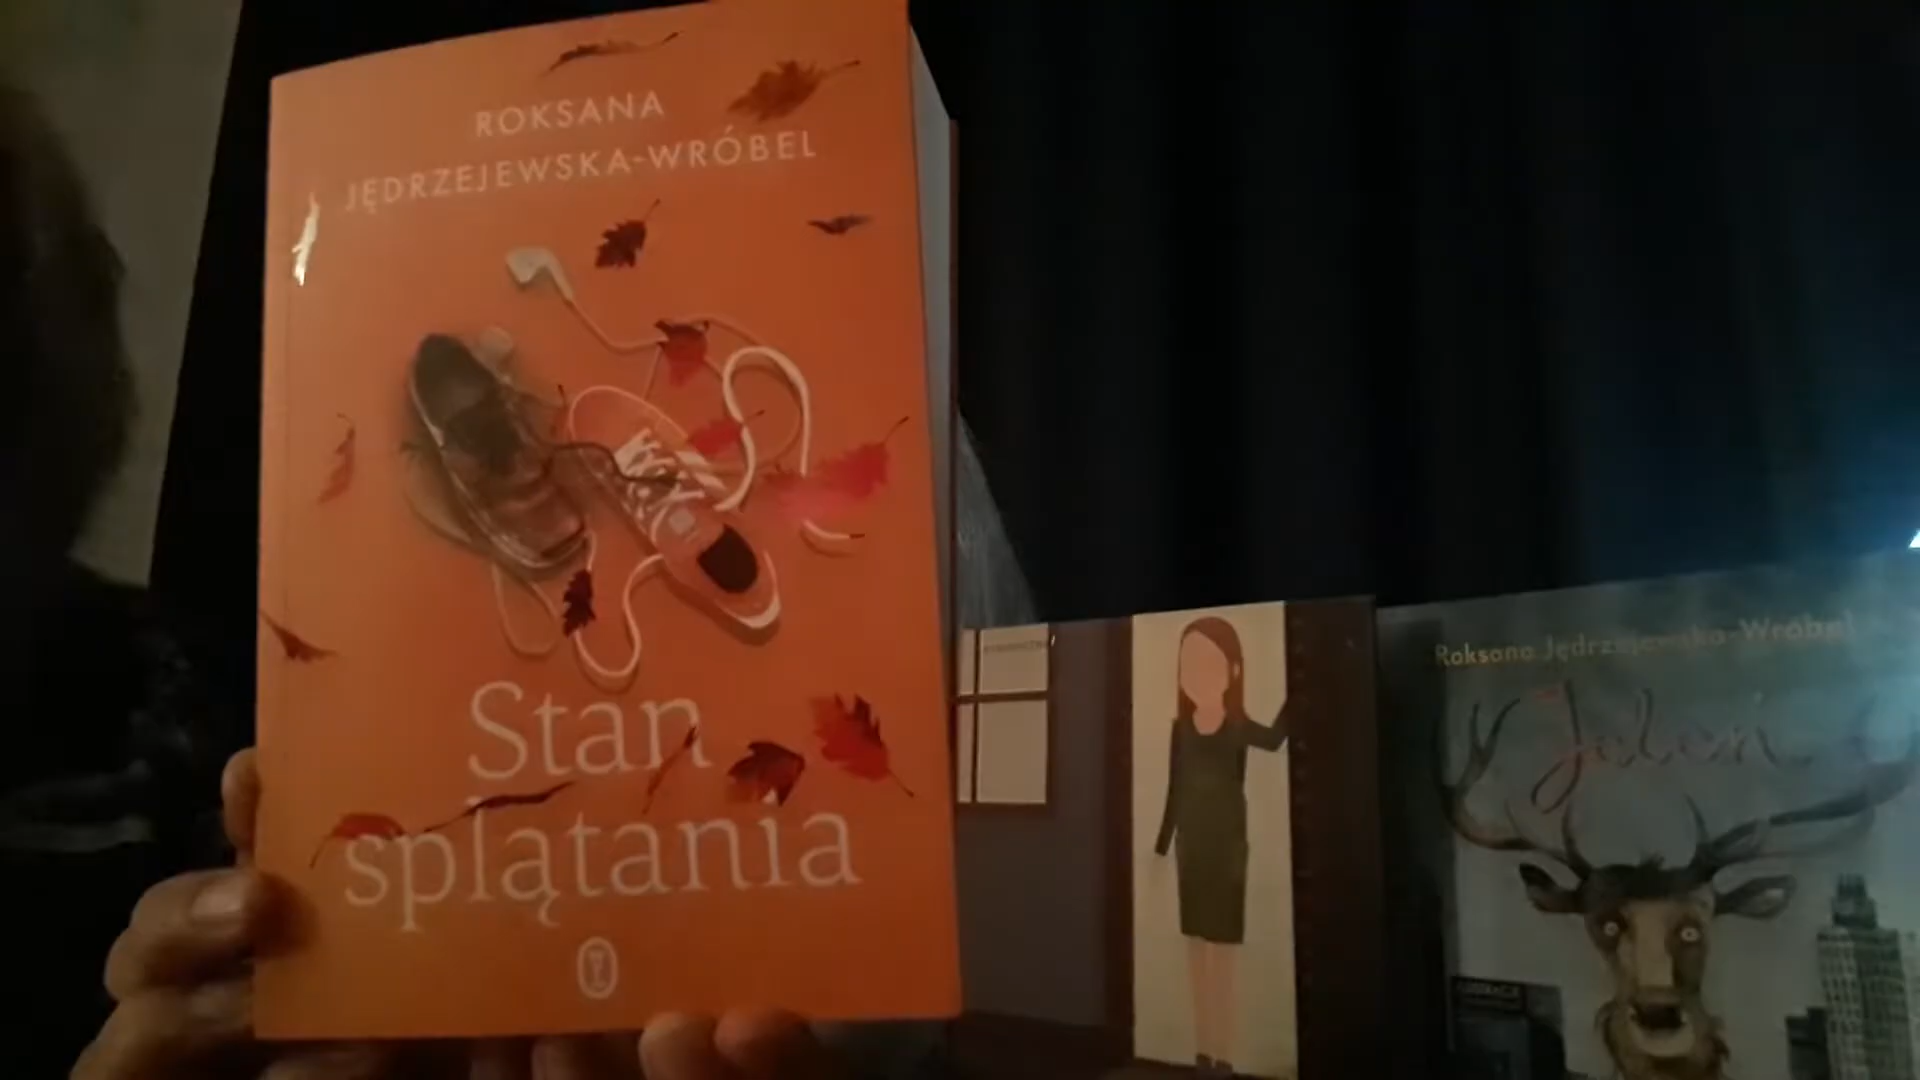 ROKSANA
JĘDRZEJEWSKA-WRÓBEL
Stan
splątania
Roksana Jędrzejewska-Wróbel
Jeleń